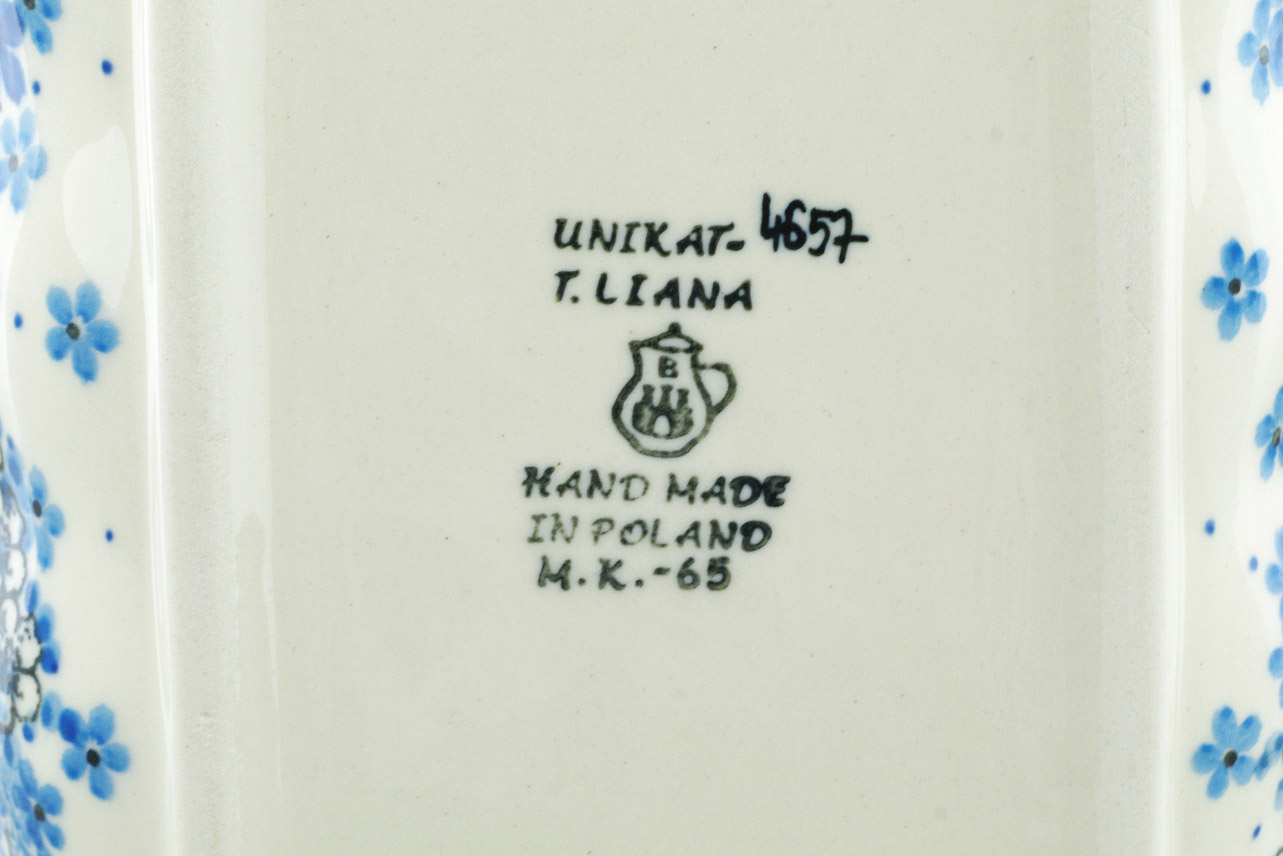 UNIKAT- 4657
T. LIANA
B
HAND MADE
IN POLAND
M.K.-65